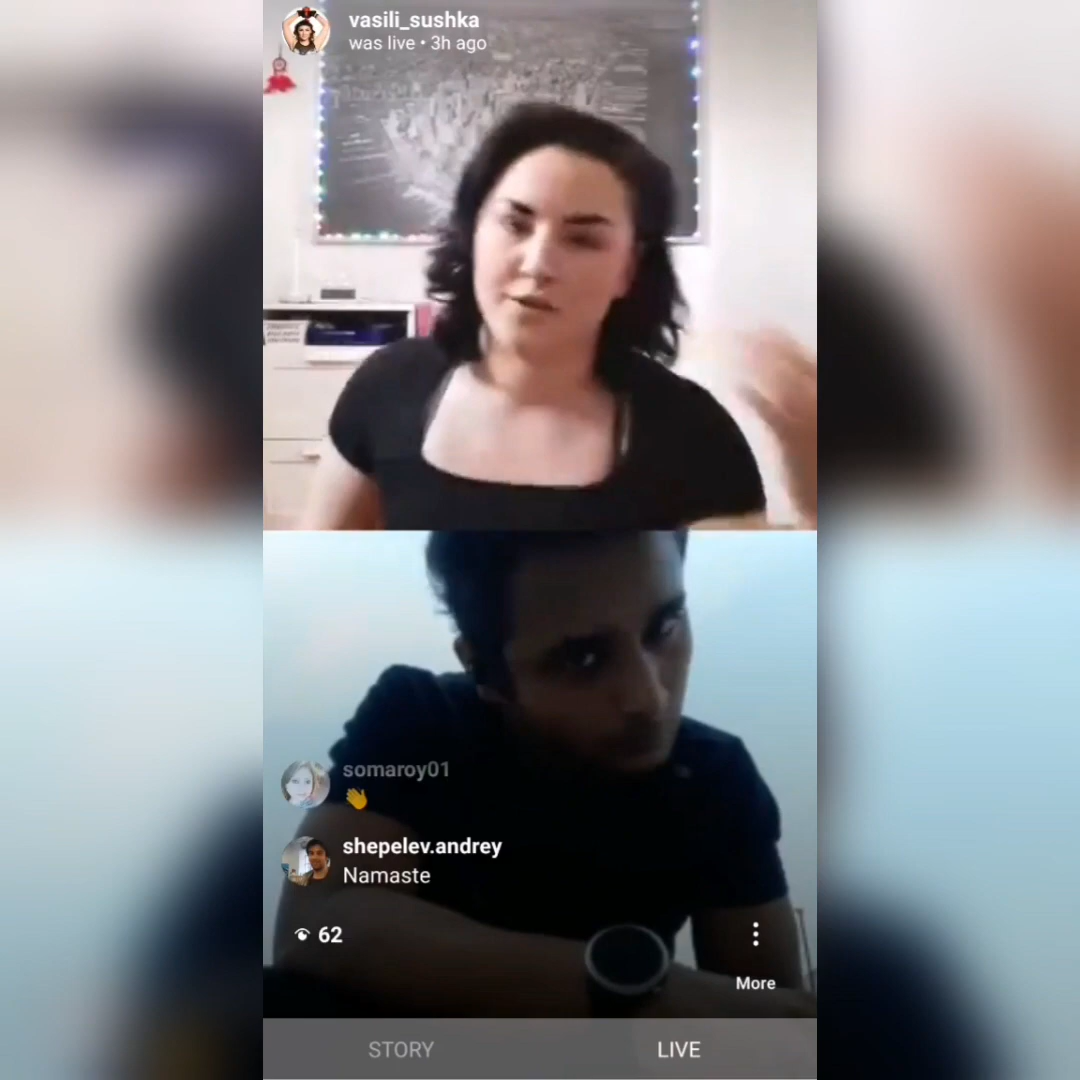 vasili_sushka
was live • 3h ago
somaroy01
👏
shepelev.andrey
Namaste
62
More
STORY
LIVE